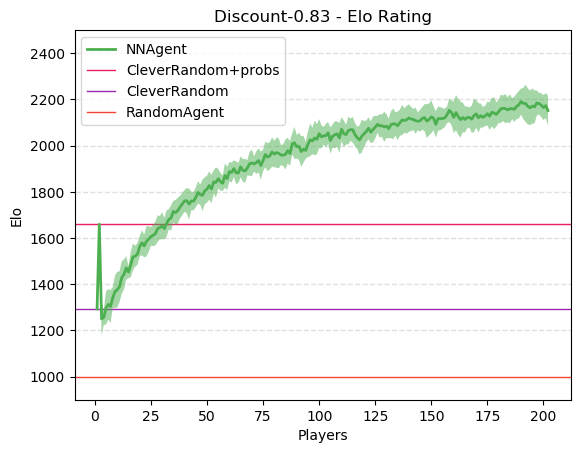 Discount-0.83 - Elo Rating
NNAgent
CleverRandom+probs
CleverRandom
RandomAgent
2400
2200
2000
1800
1600
1400
1200
1000
Elo
0
25
50
75
100
125
150
175
200
Players